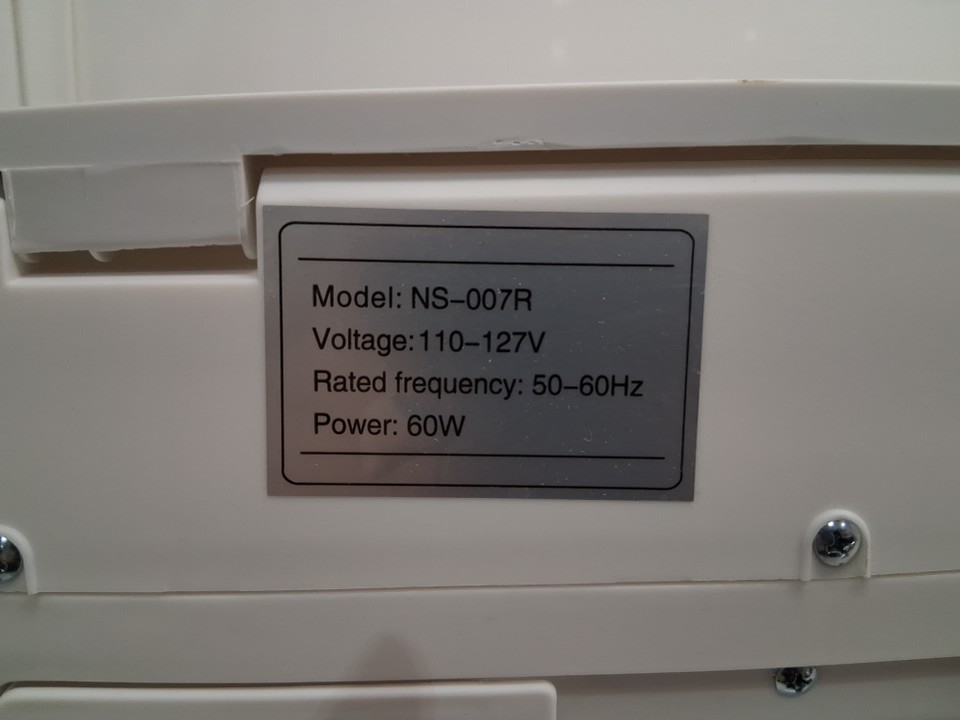 Model: NS-007R
Voltage: 110-127V
Rated frequency: 50-60Hz
Power: 60W